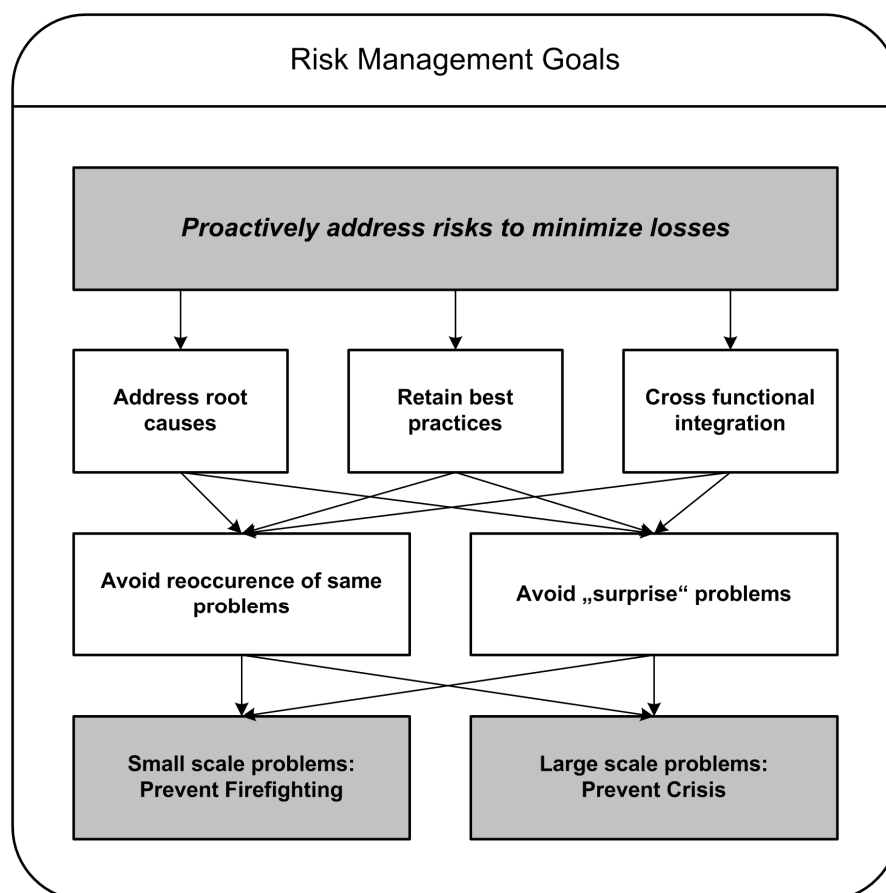 Risk Management Goals
Proactively address risks to minimize losses
Address root
causes
Retain best
practices
Cross functional
integration
Avoid reoccurence of same
problems
Avoid „surprise“ problems
Small scale problems:
Prevent Firefighting
Large scale problems:
Prevent Crisis